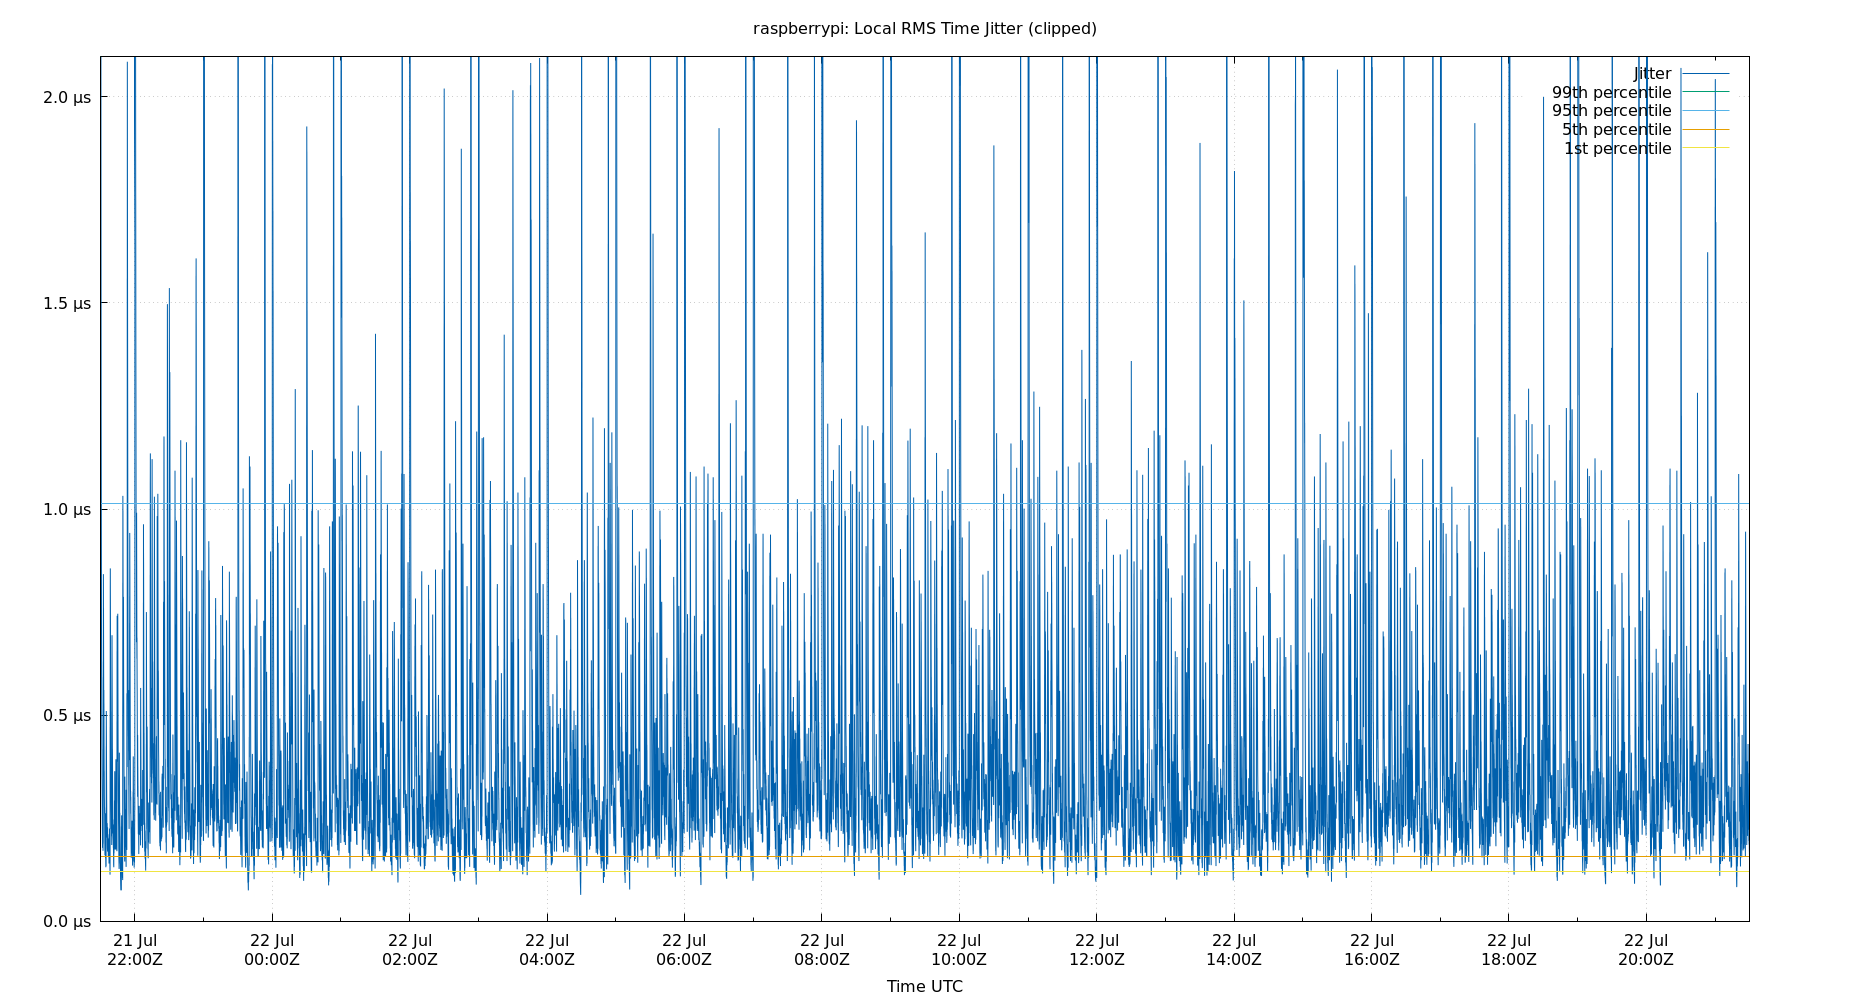 raspberrypi: Local RMS Time Jitter (clipped)
Jitter
99th percentile
95th percentile
5th percentile
1st percentile
2.0 µs
1.5 µs
1.0 µs
0.5 µs
0.0 µs
21 Jul 22 Jul 22 Jul 22 Jul 22 Jul 22 Jul 22 Jul 22 Jul 22 Jul 22 Jul 22 Jul 22 Jul
22:00Z 00:00Z 02:00Z 04:00Z 06:00Z 08:00Z 10:00Z 12:00Z 14:00Z 16:00Z 18:00Z 20:00Z
Time UTC